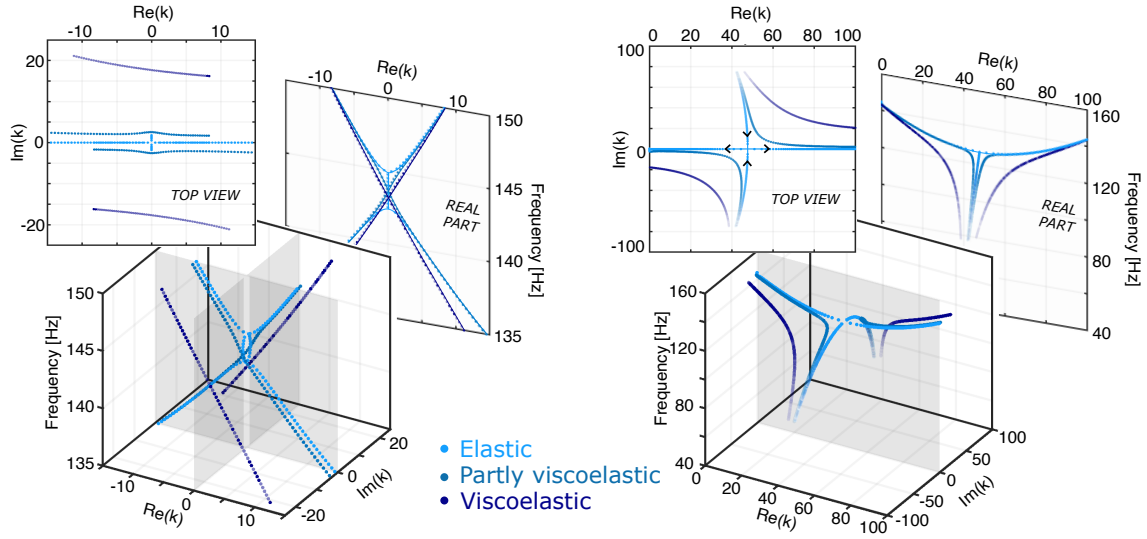 Re(k)
-10 0 10
20
0
-20
Im(k)
TOP VIEW
Re(k)
-10 0 10
150
145
140
135
Frequency [Hz]
REAL
PART
150
145
140
135
Frequency [Hz]
-10
0
10
Re(k)
-20
0
20
Im(k)
Elastic
Partly viscoelastic
Viscoelastic
Re(k)
0 20 40 60 80 100
100
0
-100
Im(k)
TOP VIEW
Re(k)
0 20 40 60 80 100
160
120
80
40
Frequency [Hz]
REAL
PART
160
120
80
40
Frequency [Hz]
0
20
40
60
80
100
Re(k)
-100
-50
0
50
100
Im(k)